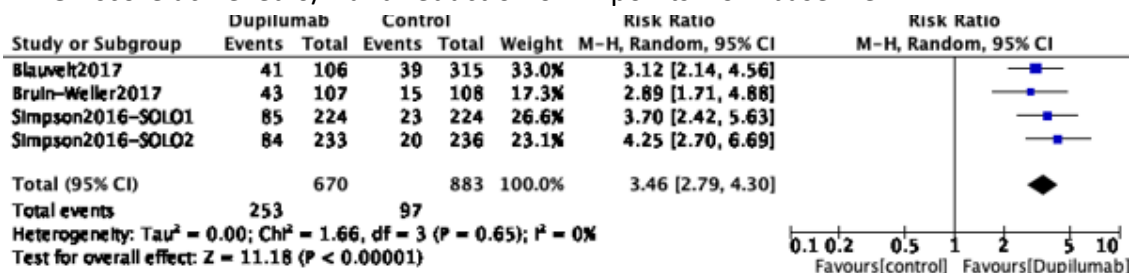 Dupilumab Control Risk Ratio Risk Ratio
Study or Subgroup Events Total Events Total Weight M-H, Random, 95% CI M-H, Random, 95% CI
Blauvelt2017 41 106 39 315 33.0% 3.12 [2.14, 4.56]
Bruin-Weller2017 43 107 15 108 17.3% 2.89 [1.71, 4.88]
Simpson2016-SOLO1 85 224 23 224 26.6% 3.70 [2.42, 5.63]
Simpson2016-SOLO2 84 233 20 236 23.1% 4.25 [2.70, 6.69]
Total (95% CI) 670 883 100.0% 3.46 [2.79, 4.30]
Total events 253 97
Heterogeneity: Tau² = 0.00; Chi² = 1.66, df = 3 (P = 0.65); I² = 0%
Test for overall effect: Z = 11.18 (P < 0.00001)
0.1 0.2 0.5 1 2 5 10
Favours[control] Favours[Dupilumab]